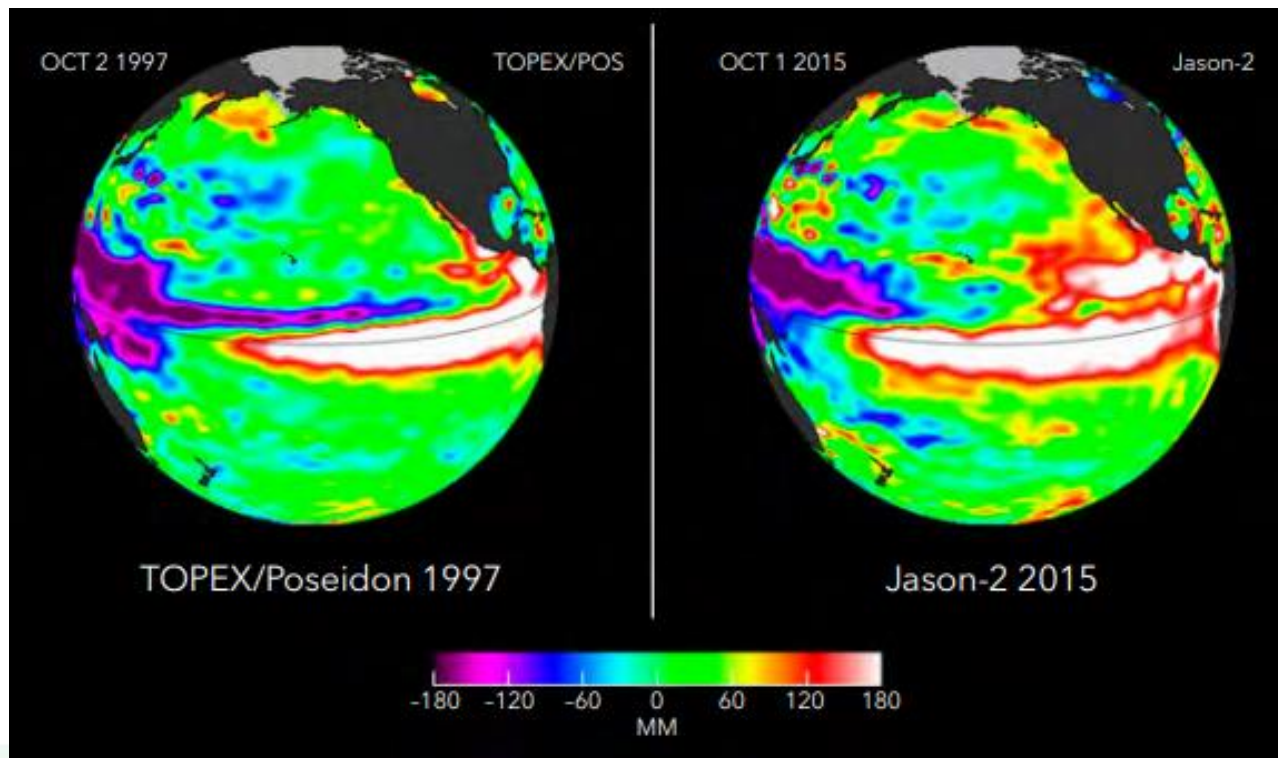 OCT 2 1997
TOPEX/POS
OCT 1 2015
Jason-2
TOPEX/Poseidon 1997
Jason-2 2015
-180 -120 -60 0 60 120 180
MM